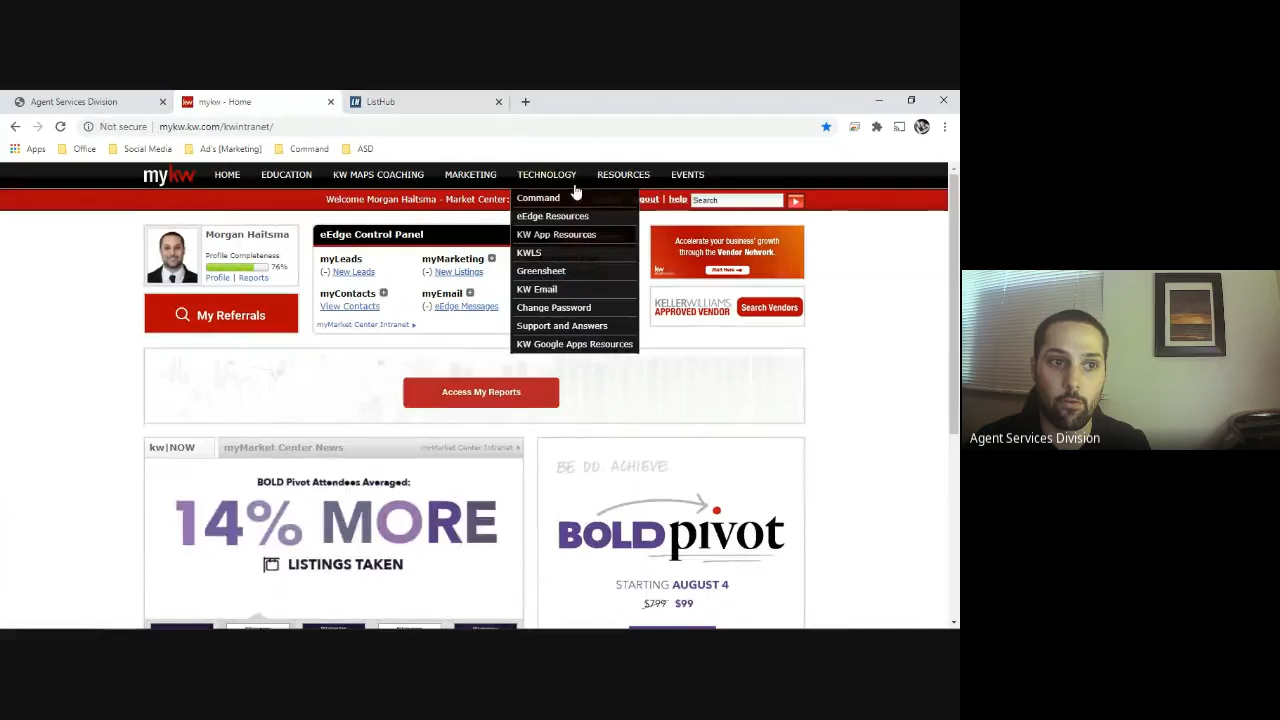 Agent Services Division
mykw - Home
ListHub
Not secure
mykw.kw.com/kwintranet/
Apps
Office
Social Media
Ad's [Marketing]
Command
ASD
mykw
HOME
EDUCATION
KW MAPS COACHING
MARKETING
TECHNOLOGY
RESOURCES
EVENTS
Welcome Morgan Haitsma - Market Center:
gout | help
Search
Command
eEdge Resources
KW App Resources
KWLS
Greensheet
KW Email
Change Password
Support and Answers
KW Google Apps Resources
Morgan Haitsma
Profile Completeness
76%
Profile | Reports
My Referrals
eEdge Control Panel
myLeads
(-) New Leads
myMarketing
(-) New Listings
myContacts
View Contacts
myEmail
(-) eEdge Messages
myMarket Center Intranet
Accelerate your business' growth
through the Vendor Network.
kw
Start Here
KELLERWILLIAMS
APPROVED VENDOR
Search Vendors
Access My Reports
kw|NOW
myMarket Center News
myMarket Center Intranet
BOLD Pivot Attendees Averaged:
14% MORE
LISTINGS TAKEN
BE. DO. ACHIEVE.
BOLD pivot
STARTING AUGUST 4
$799 $99
Agent Services Division